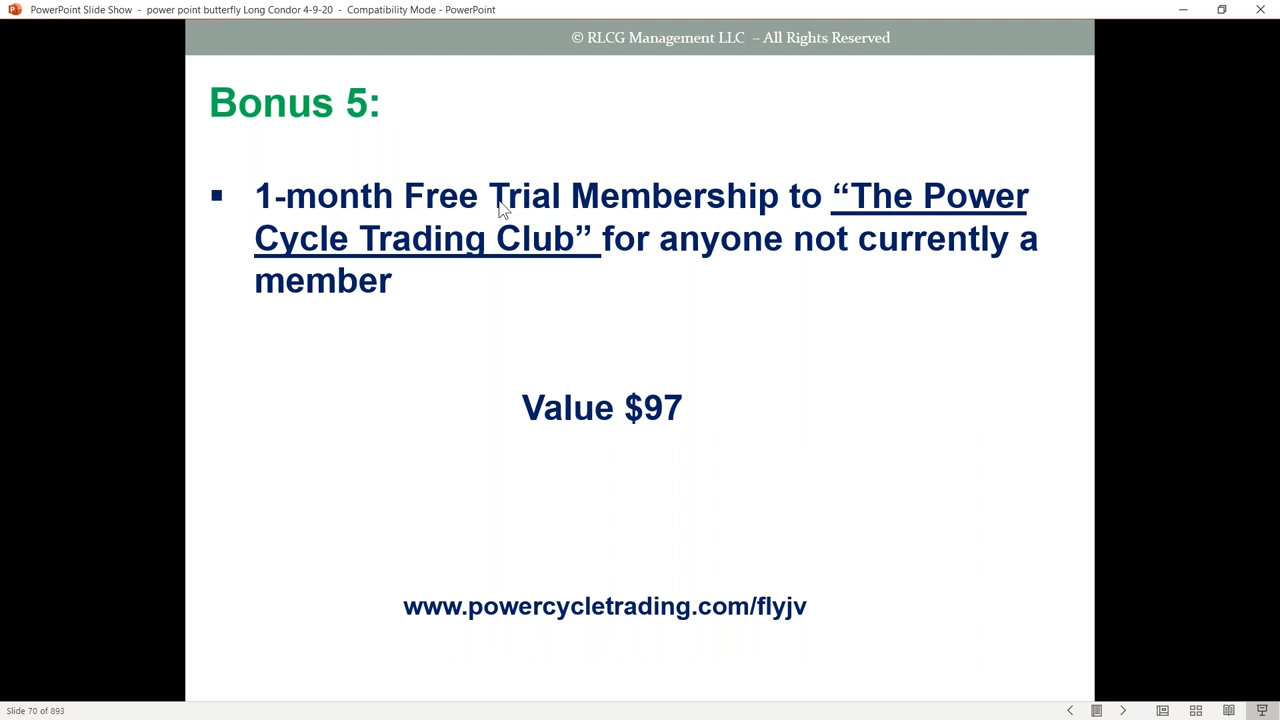 PowerPoint Slide Show - power point butterfly Long Condor 4-9-20 - Compatibility Mode - PowerPoint
© RLCG Management LLC – All Rights Reserved
Bonus 5:
▪ 1-month Free Trial Membership to “The Power
Cycle Trading Club” for anyone not currently a
member
Value $97
www.powercycletrading.com/flyjv
Slide 70 of 893